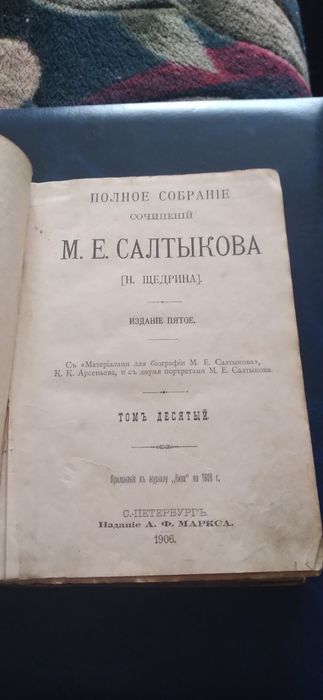 ПОЛНОЕ СОБРАНІЕ
СОЧИНЕНІЙ
М. Е. САЛТЫКОВА
[Н. ЩЕДРИНА].
ИЗДАНІЕ ПЯТОЕ.
Съ «Матеріалами для біографіи М. Е. Салтыкова»,
К. К. Арсеньева, и съ двумя портретами М. Е. Салтыкова.
ТОМЪ ДЕСЯТЫЙ.
Приложеніе къ журналу „Нива" на 1906 г.
С.-ПЕТЕРБУРГЪ.
Изданіе А. Ф. МАРКСА.
1906.